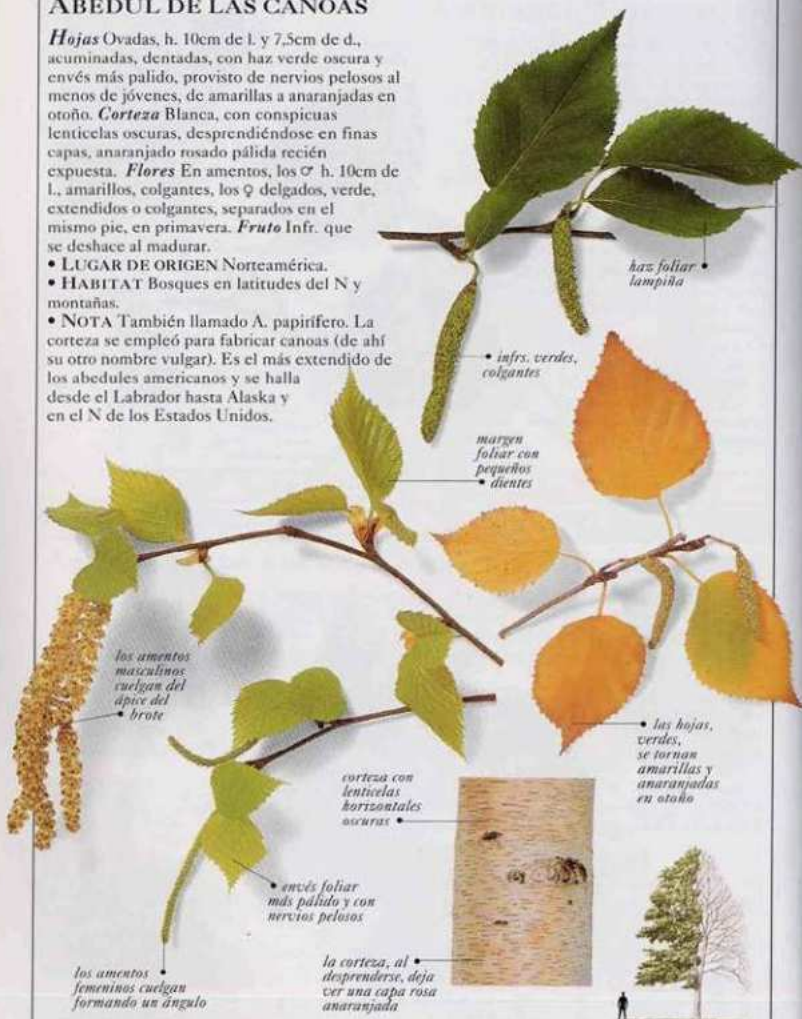 ABEDUL DE LAS CANOAS
Hojas Ovadas, h. 10cm de l. y 7,5cm de d.,
acuminadas, dentadas, con haz verde oscura y
envés más palido, provisto de nervios pelosos al
menos de jóvenes, de amarillas a anaranjadas en
otoño. Corteza Blanca, con conspicuas
lenticelas oscuras, desprendiéndose en finas
capas, anaranjado rosado pálida recién
expuesta. Flores En amentos, los ♂ h. 10cm de
l., amarillos, colgantes, los ♀ delgados, verde,
extendidos o colgantes, separados en el
mismo pie, en primavera. Fruto Infr. que
se deshace al madurar.
• LUGAR DE ORIGEN Norteamérica.
• HABITAT Bosques en latitudes del N y
montañas.
• NOTA También llamado A. papirífero. La
corteza se empleó para fabricar canoas (de ahí
su otro nombre vulgar). Es el más extendido de
los abedules americanos y se halla
desde el Labrador hasta Alaska y
en el N de los Estados Unidos.
haz foliar •
lampiña
• infrs. verdes,
colgantes
margen
foliar con
pequeños
• dientes
los amentos
masculinos
cuelgan del
ápice del
• brote
• las hojas,
verdes,
se tornan
amarillas y
anaranjadas
en otoño
corteza con
lenticelas
horizontales
oscuras •
• envés foliar
más pálido y con
nervios pelosos
los amentos •
femeninos cuelgan
formando un ángulo
la corteza, al •
desprenderse, deja
ver una capa rosa
anaranjada